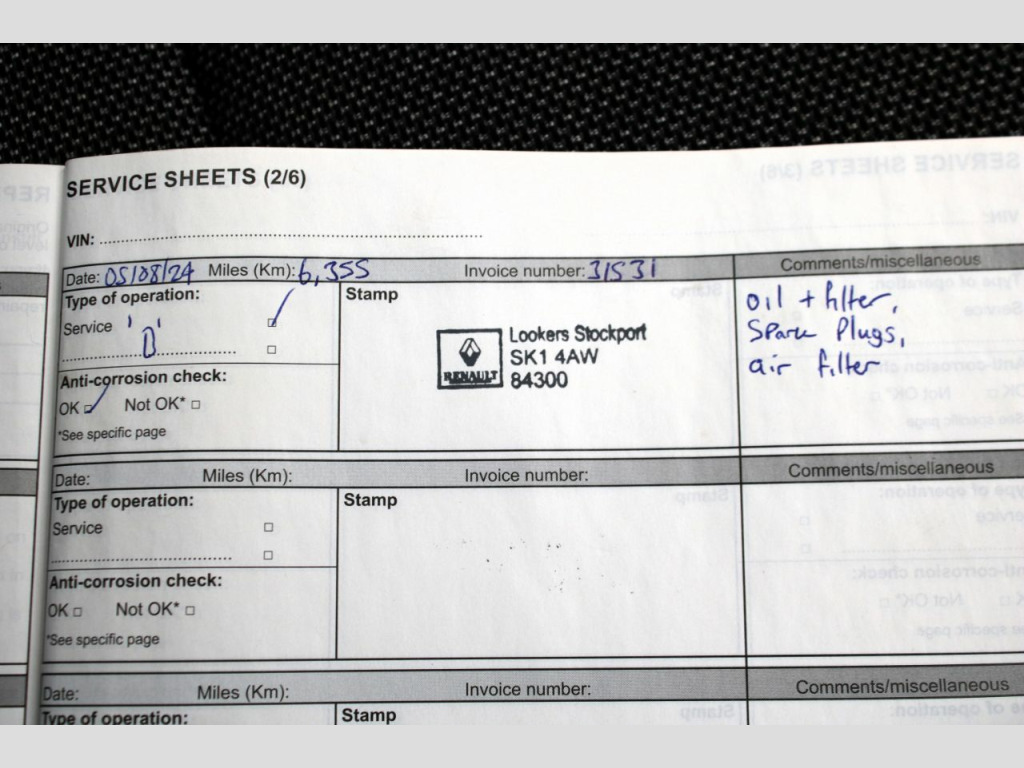 SERVICE SHEETS (2/6)
VIN:
Date: 05/08/24 Miles (Km): 6,355 Invoice number: 31531 Comments/miscellaneous
Type of operation:
Service 'B'
Anti-corrosion check:
OK Not OK*
*See specific page
Stamp
RENAULT
Lookers Stockport
SK1 4AW
84300
oil + filter,
Spark Plugs,
air filter
Date: Miles (Km): Invoice number: Comments/miscellaneous
Type of operation:
Service
Anti-corrosion check:
OK Not OK*
*See specific page
Stamp
Date: Miles (Km): Invoice number: Comments/miscellaneous
Type of operation:
Stamp